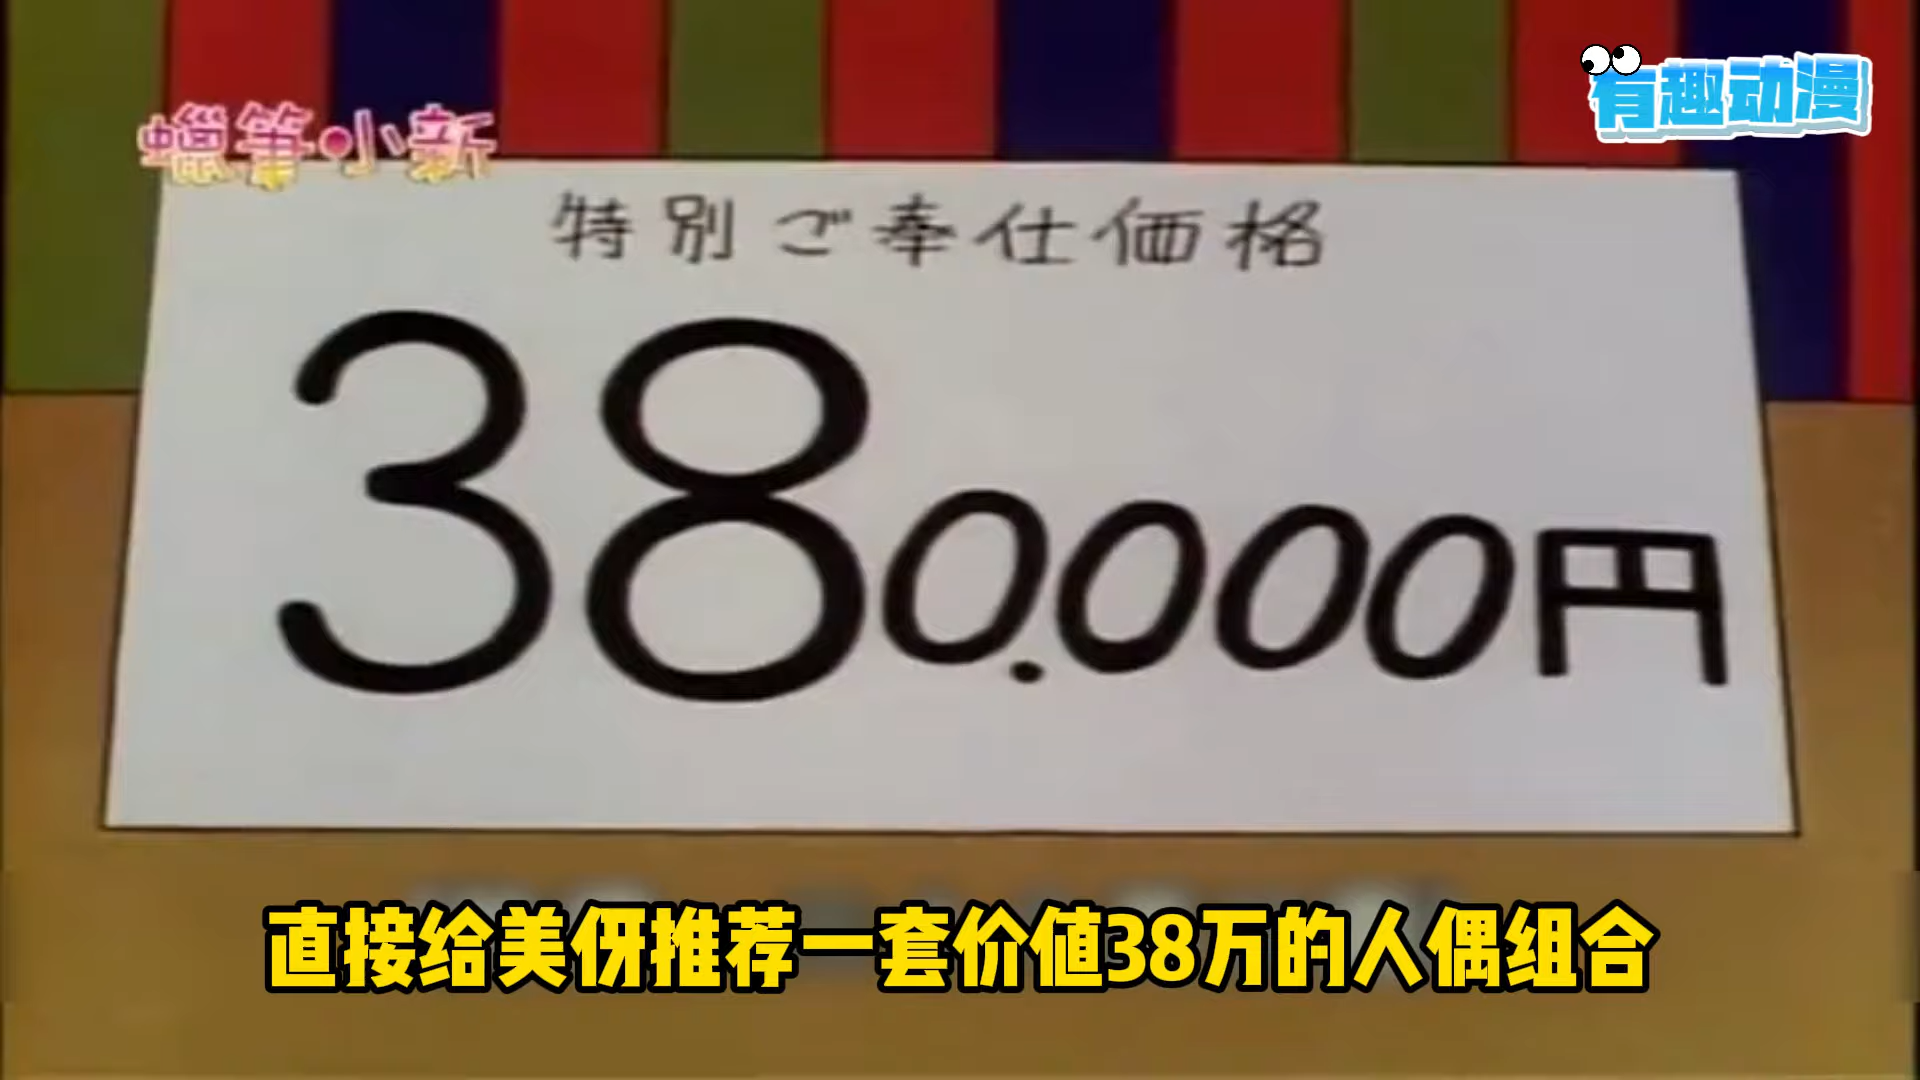 有趣动漫
蠟筆小新
特別ご奉仕価格
380.000円
直接给美伢推荐一套价值38万的人偶组合